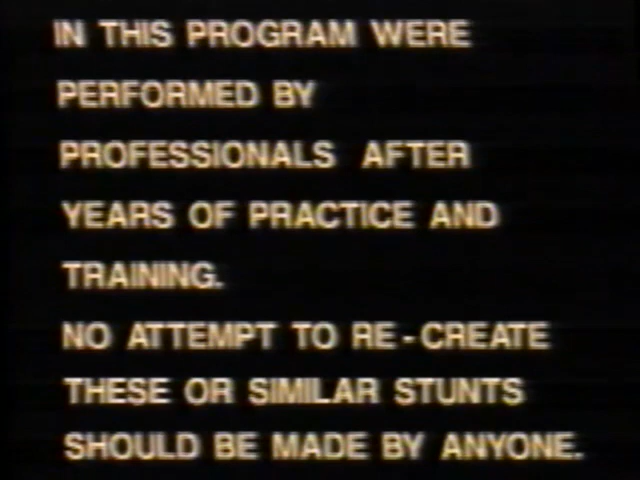 IN THIS PROGRAM WERE
PERFORMED BY
PROFESSIONALS AFTER
YEARS OF PRACTICE AND
TRAINING.
NO ATTEMPT TO RE-CREATE
THESE OR SIMILAR STUNTS
SHOULD BE MADE BY ANYONE.